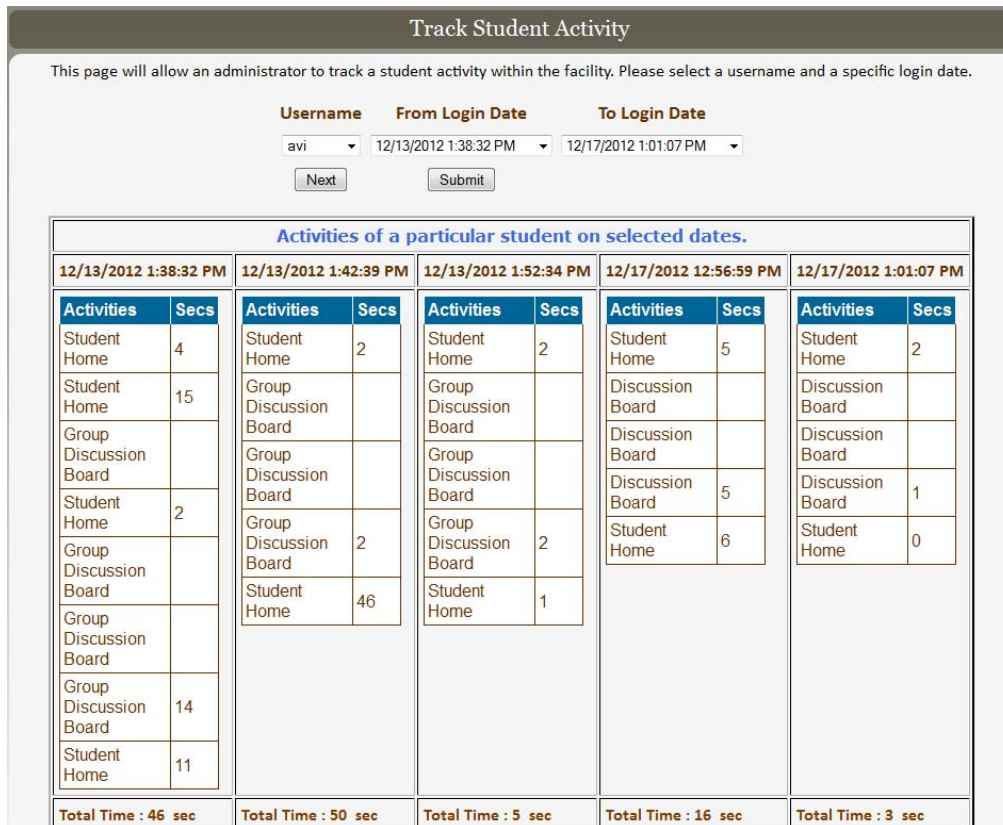 Track Student Activity
This page will allow an administrator to track a student activity within the facility. Please select a username and a specific login date.
Username From Login Date To Login Date
avi 12/13/2012 1:38:32 PM 12/17/2012 1:01:07 PM
Next Submit
Activities of a particular student on selected dates.
12/13/2012 1:38:32 PM 12/13/2012 1:42:39 PM 12/13/2012 1:52:34 PM 12/17/2012 12:56:59 PM 12/17/2012 1:01:07 PM
Activities Secs
Student
Home 4
Student
Home 15
Group
Discussion
Board
Student
Home 2
Group
Discussion
Board
Group
Discussion
Board
Group
Discussion
Board 14
Student
Home 11
Total Time : 46 sec
Activities Secs
Student
Home 2
Group
Discussion
Board
Group
Discussion
Board
Group
Discussion
Board 2
Student
Home 46
Total Time : 50 sec
Activities Secs
Student
Home 2
Group
Discussion
Board
Group
Discussion
Board
Group
Discussion
Board 2
Student
Home 1
Total Time : 5 sec
Activities Secs
Student
Home 5
Discussion
Board
Discussion
Board
Discussion
Board 5
Student
Home 6
Total Time : 16 sec
Activities Secs
Student
Home 2
Discussion
Board
Discussion
Board
Discussion
Board 1
Student
Home 0
Total Time : 3 sec